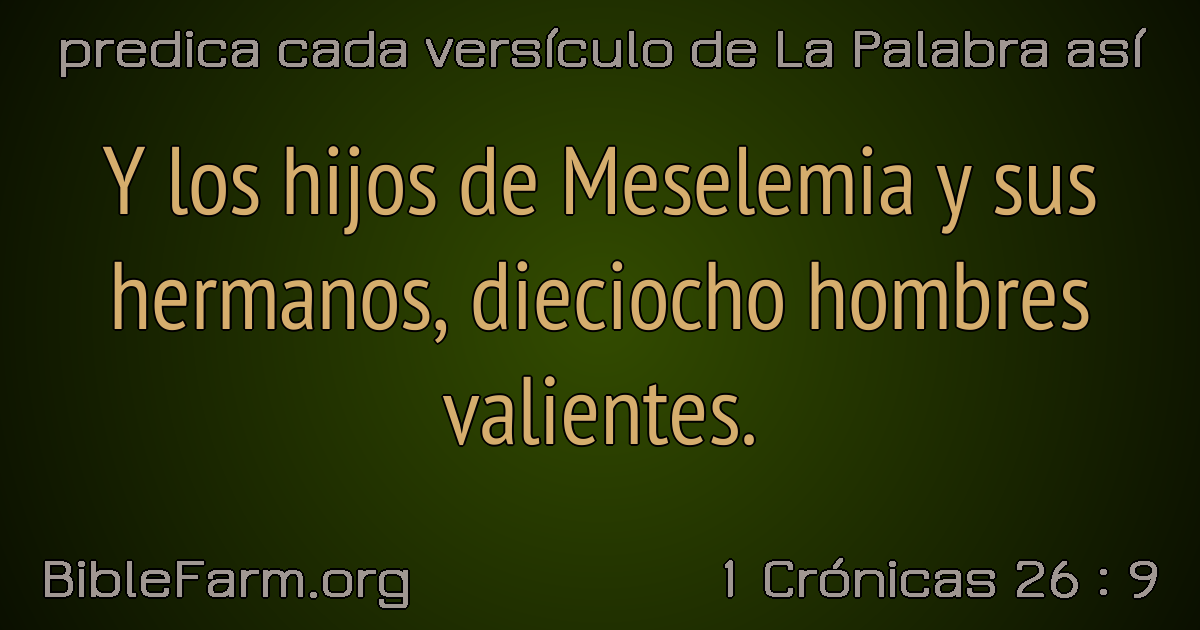 predica cada versículo de La Palabra así
Y los hijos de Meselemia y sus
hermanos, dieciocho hombres
valientes.
BibleFarm.org
1 Crónicas 26 : 9